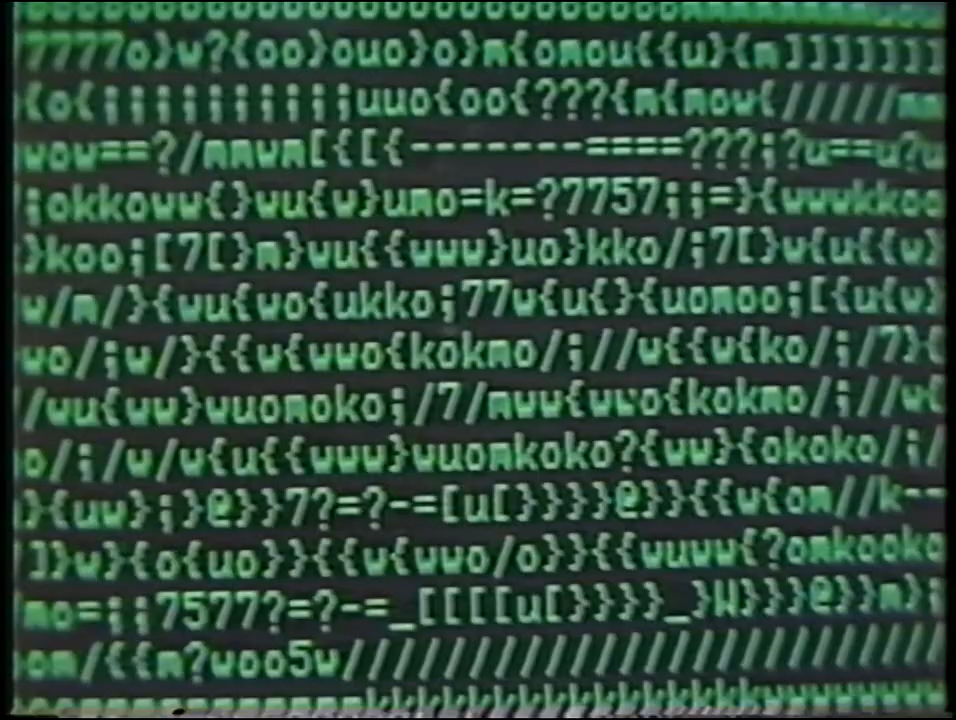 7777o}w?{oo}ouo}o}m{omou{{u}{m]]]]]]]
{o{;;;;;;;;;;uuo{oo{???{m{mow{/////mm
wow==?/mmwm[{[{-------====???;?u==u?u
;okkoww{}wu{w}umo=k=?7757;;=}{wwwkkoo
}koo;[7[}m}wu{{www}uo}kko/;7[}w{u{{w}
w/m/}{wu{wo{ukko;77w{u{}{uomoo;[{u{w}
wo/;w/}{{w{wwo{kokmo/;//w{{w{ko/;/7}{
/wu{ww}wuomoko;/7/mww{wwo{kokmo/;//w{
o/;/w/w{u{{www}wuomkoko?{ww}{okoko/;/
}{uw};}@}}7?=?-=[u[}}}}@}}{{w{om//k--
]}w}{o{uo}}{{w{wwo/o}}{{wuww{?omkooko
mo=;;7577?=?-=_[[[[u[}}}}_}W}}}@}}m};
om/{{m?woo5w/////////////////////////